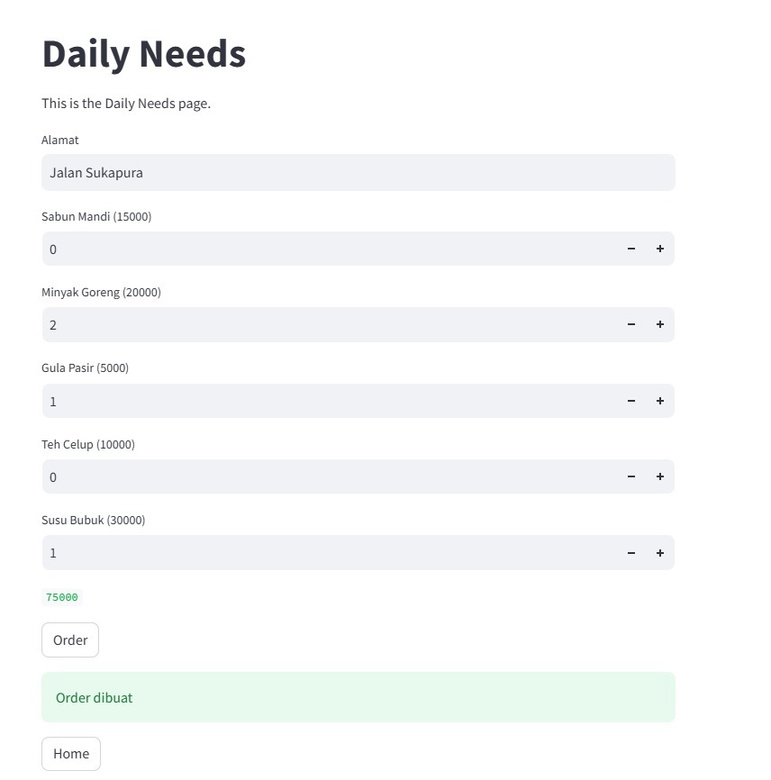 Daily Needs
This is the Daily Needs page.
Alamat
Jalan Sukapura
Sabun Mandi (15000)
0
Minyak Goreng (20000)
2
Gula Pasir (5000)
1
Teh Celup (10000)
0
Susu Bubuk (30000)
1
75000
Order
Order dibuat
Home